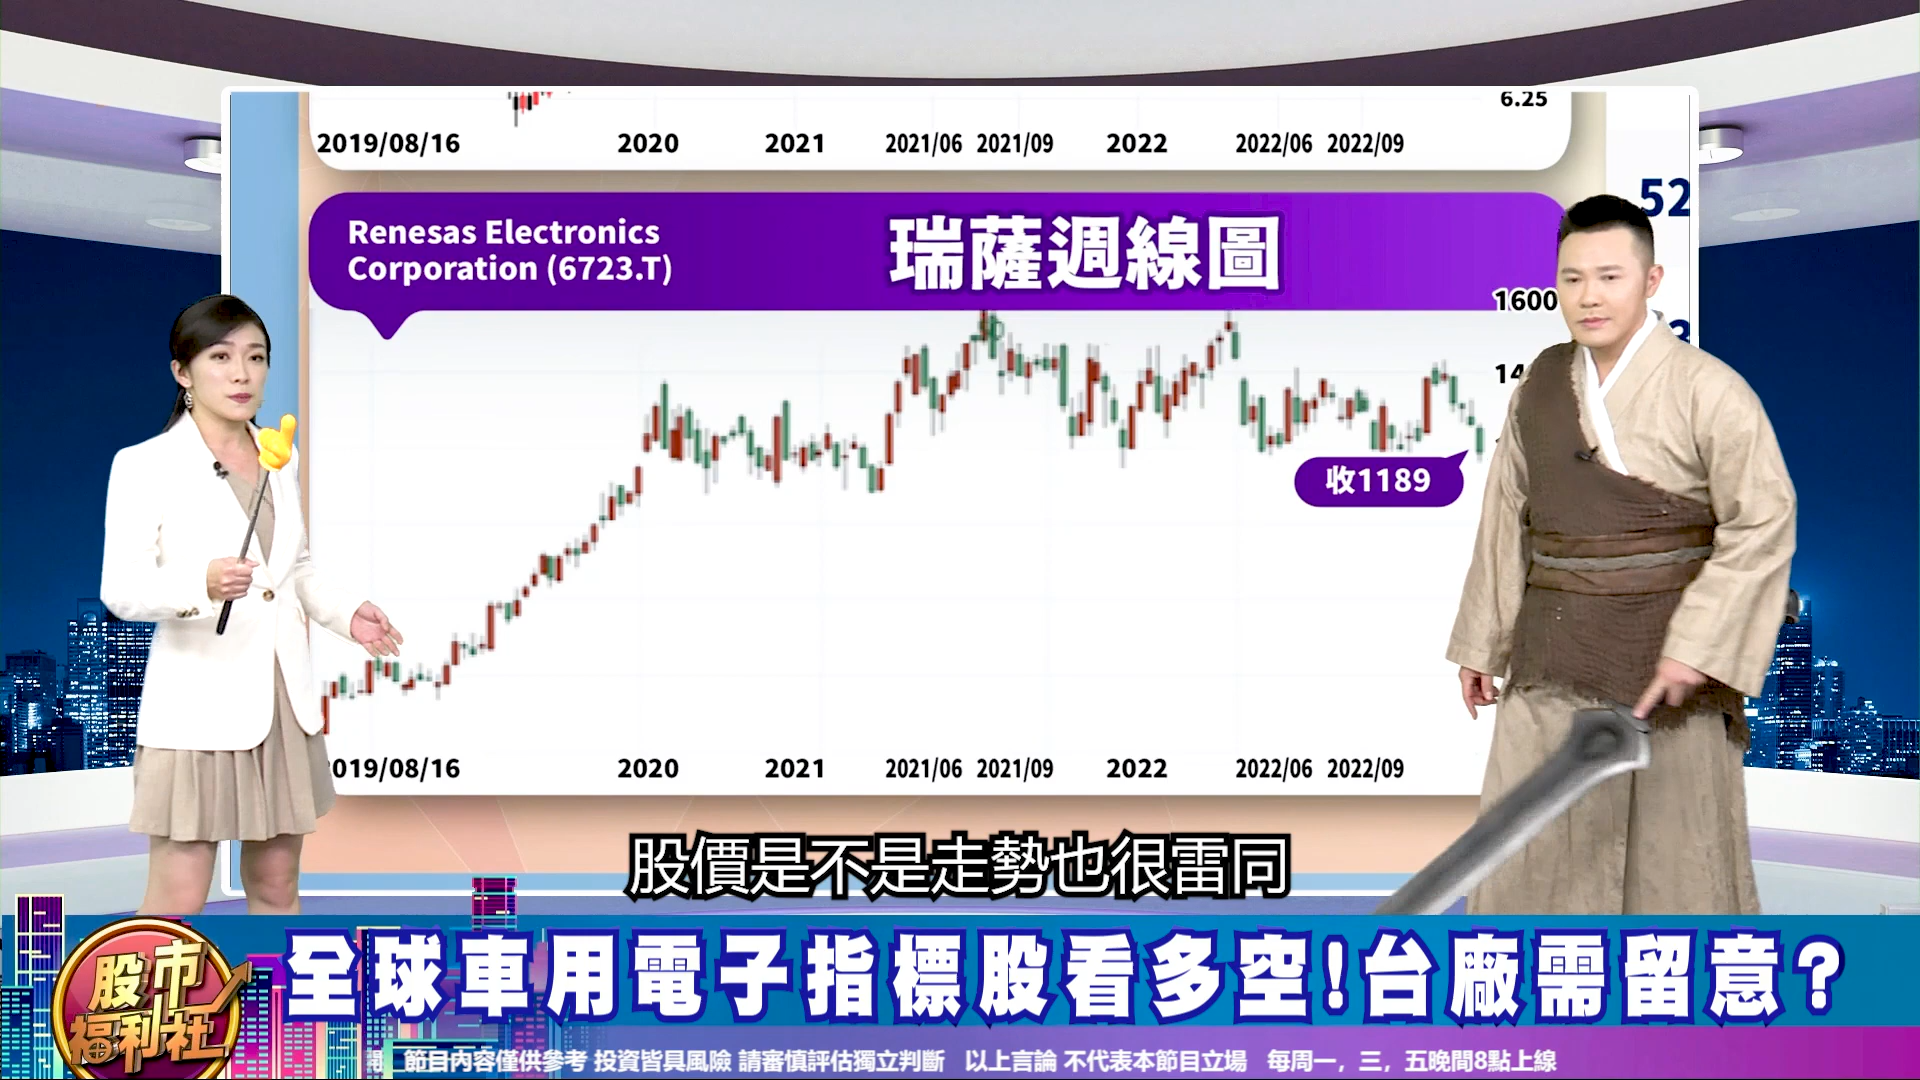 6.25
2019/08/16 2020 2021 2021/06 2021/09 2022 2022/06 2022/09
52
Renesas Electronics
Corporation (6723.T)
瑞薩週線圖
1600
14
收1189
019/08/16 2020 2021 2021/06 2021/09 2022 2022/06 2022/09
股價是不是走勢也很雷同
全球車用電子指標股看多空!台廠需留意?
股市
福利社
節目內容僅供參考 投資皆具風險 請審慎評估獨立判斷 以上言論 不代表本節目立場 每周一，三，五晚間8點上線